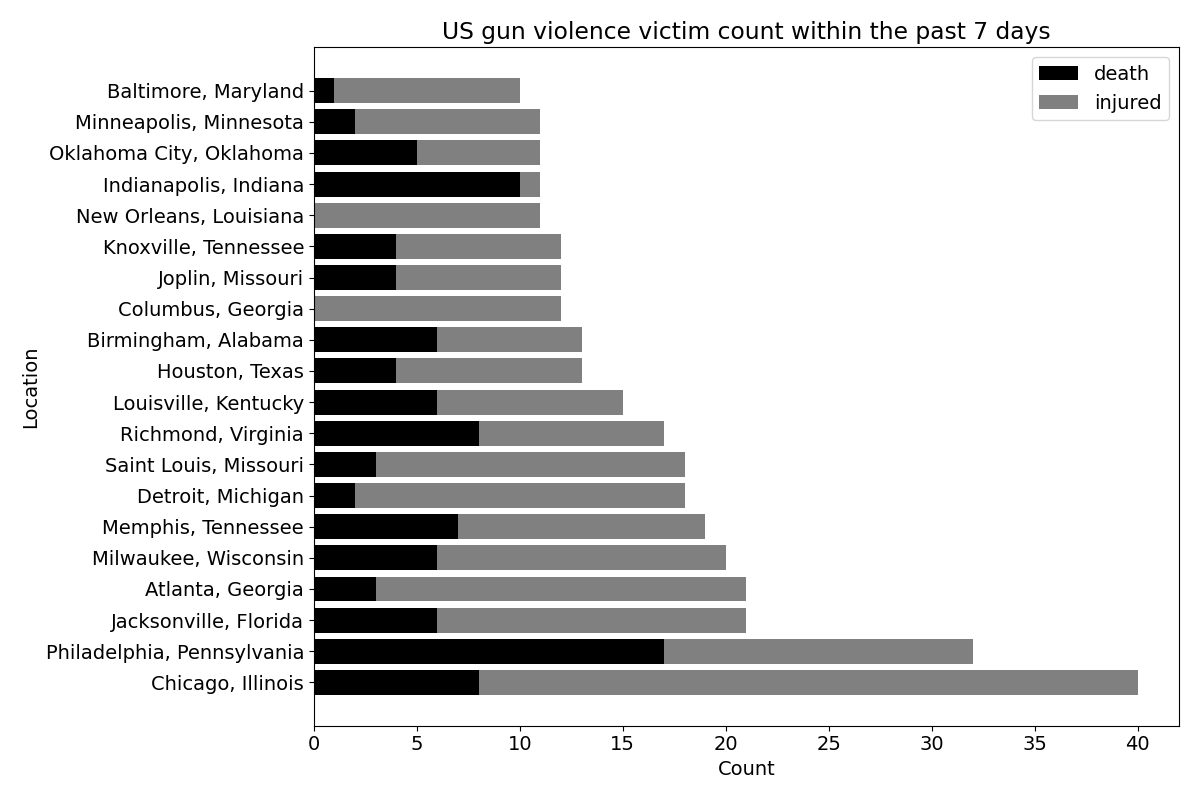 US gun violence victim count within the past 7 days
death
injured
Baltimore, Maryland
Minneapolis, Minnesota
Oklahoma City, Oklahoma
Indianapolis, Indiana
New Orleans, Louisiana
Knoxville, Tennessee
Joplin, Missouri
Columbus, Georgia
Birmingham, Alabama
Houston, Texas
Louisville, Kentucky
Richmond, Virginia
Saint Louis, Missouri
Detroit, Michigan
Memphis, Tennessee
Milwaukee, Wisconsin
Atlanta, Georgia
Jacksonville, Florida
Philadelphia, Pennsylvania
Chicago, Illinois
Location
0 5 10 15 20 25 30 35 40
Count